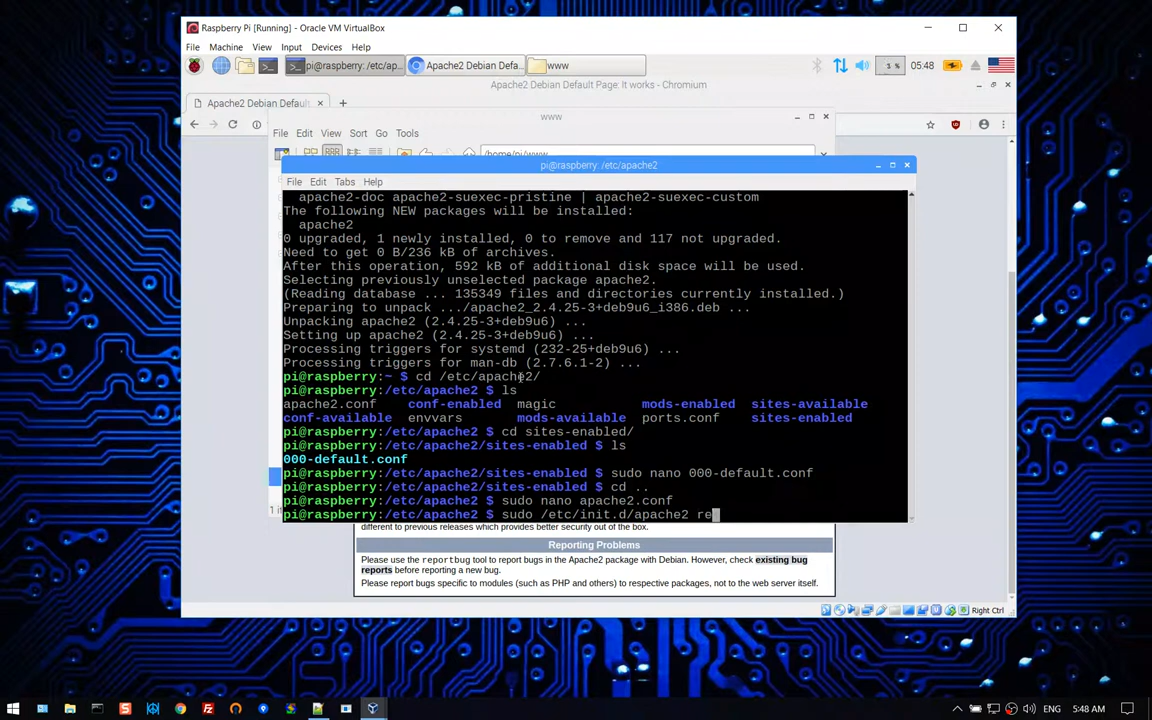 Raspberry Pi [Running] - Oracle VM VirtualBox
File Machine View Input Devices Help
pi@raspberry: /etc/ap... Apache2 Debian Defa... www 3 % 05:48
Apache2 Debian Default Page: It works - Chromium
Apache2 Debian Default
www
File Edit View Sort Go Tools
/home/pi/www
pi@raspberry: /etc/apache2
File Edit Tabs Help
apache2-doc apache2-suexec-pristine | apache2-suexec-custom
The following NEW packages will be installed:
apache2
0 upgraded, 1 newly installed, 0 to remove and 117 not upgraded.
Need to get 0 B/236 kB of archives.
After this operation, 592 kB of additional disk space will be used.
Selecting previously unselected package apache2.
(Reading database ... 135349 files and directories currently installed.)
Preparing to unpack .../apache2_2.4.25-3+deb9u6_i386.deb ...
Unpacking apache2 (2.4.25-3+deb9u6) ...
Setting up apache2 (2.4.25-3+deb9u6) ...
Processing triggers for systemd (232-25+deb9u6) ...
Processing triggers for man-db (2.7.6.1-2) ...
pi@raspberry:~ $ cd /etc/apache2/
pi@raspberry:/etc/apache2 $ ls
apache2.conf conf-enabled magic mods-enabled sites-available
conf-available envvars mods-available ports.conf sites-enabled
pi@raspberry:/etc/apache2 $ cd sites-enabled/
pi@raspberry:/etc/apache2/sites-enabled $ ls
000-default.conf
pi@raspberry:/etc/apache2/sites-enabled $ sudo nano 000-default.conf
pi@raspberry:/etc/apache2/sites-enabled $ cd ..
pi@raspberry:/etc/apache2 $ sudo nano apache2.conf
pi@raspberry:/etc/apache2 $ sudo /etc/init.d/apache2 re
different to previous releases which provides better security out of the box.
Reporting Problems
Please use the reportbug tool to report bugs in the Apache2 package with Debian. However, check existing bug
reports before reporting a new bug.
Please report bugs specific to modules (such as PHP and others) to respective packages, not to the web server itself.
Right Ctrl
ENG 5:48 AM